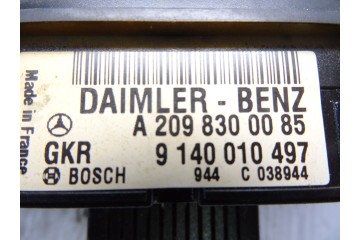 Made in France
DAIMLER - BENZ
A 209 830 00 85
GKR 9 140 010 497
BOSCH 944 C 038944